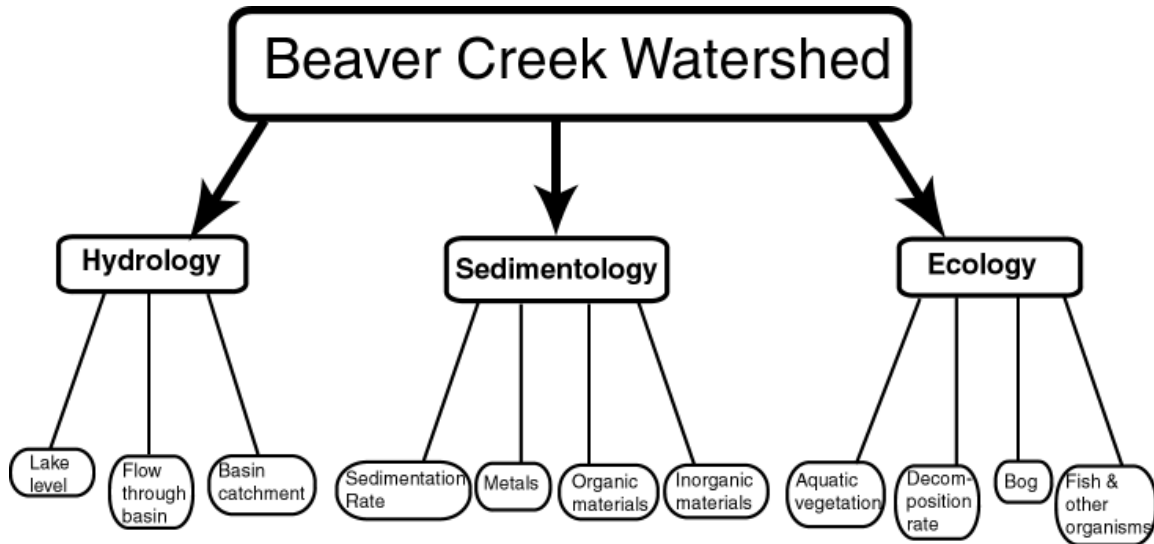 Beaver Creek Watershed
Hydrology
Sedimentology
Ecology
Lake
level
Flow
through
basin
Basin
catchment
Sedimentation
Rate
Metals
Organic
materials
Inorganic
materials
Aquatic
vegetation
Decom-
position
rate
Bog
Fish &
other
organisms